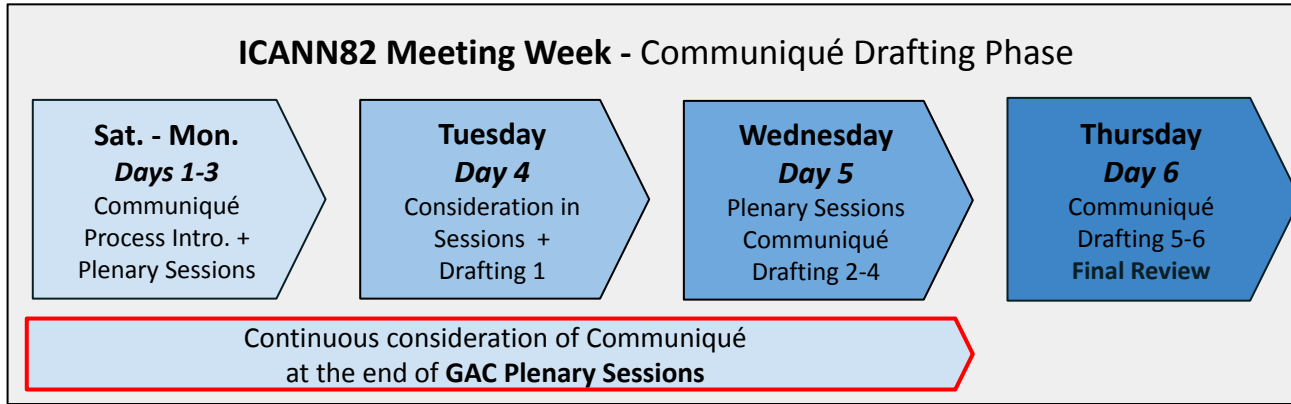 ICANN82 Meeting Week - Communiqué Drafting Phase
Sat. - Mon.
Days 1-3
Communiqué
Process Intro. +
Plenary Sessions
Tuesday
Day 4
Consideration in
Sessions +
Drafting 1
Wednesday
Day 5
Plenary Sessions
Communiqué
Drafting 2-4
Thursday
Day 6
Communiqué
Drafting 5-6
Final Review
Continuous consideration of Communiqué
at the end of GAC Plenary Sessions